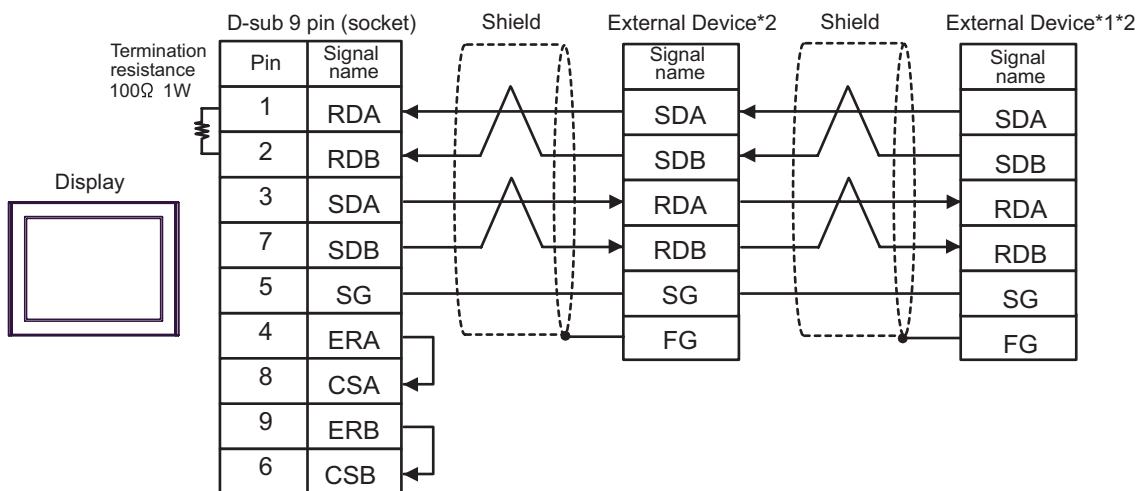 D-sub 9 pin (socket)
Shield
External Device*2
Shield
External Device*1*2
Termination
resistance
100Ω 1W
Display
Pin
Signal
name
1
RDA
2
RDB
3
SDA
7
SDB
5
SG
4
ERA
8
CSA
9
ERB
6
CSB
Signal
name
SDA
SDB
RDA
RDB
SG
FG
Signal
name
SDA
SDB
RDA
RDB
SG
FG